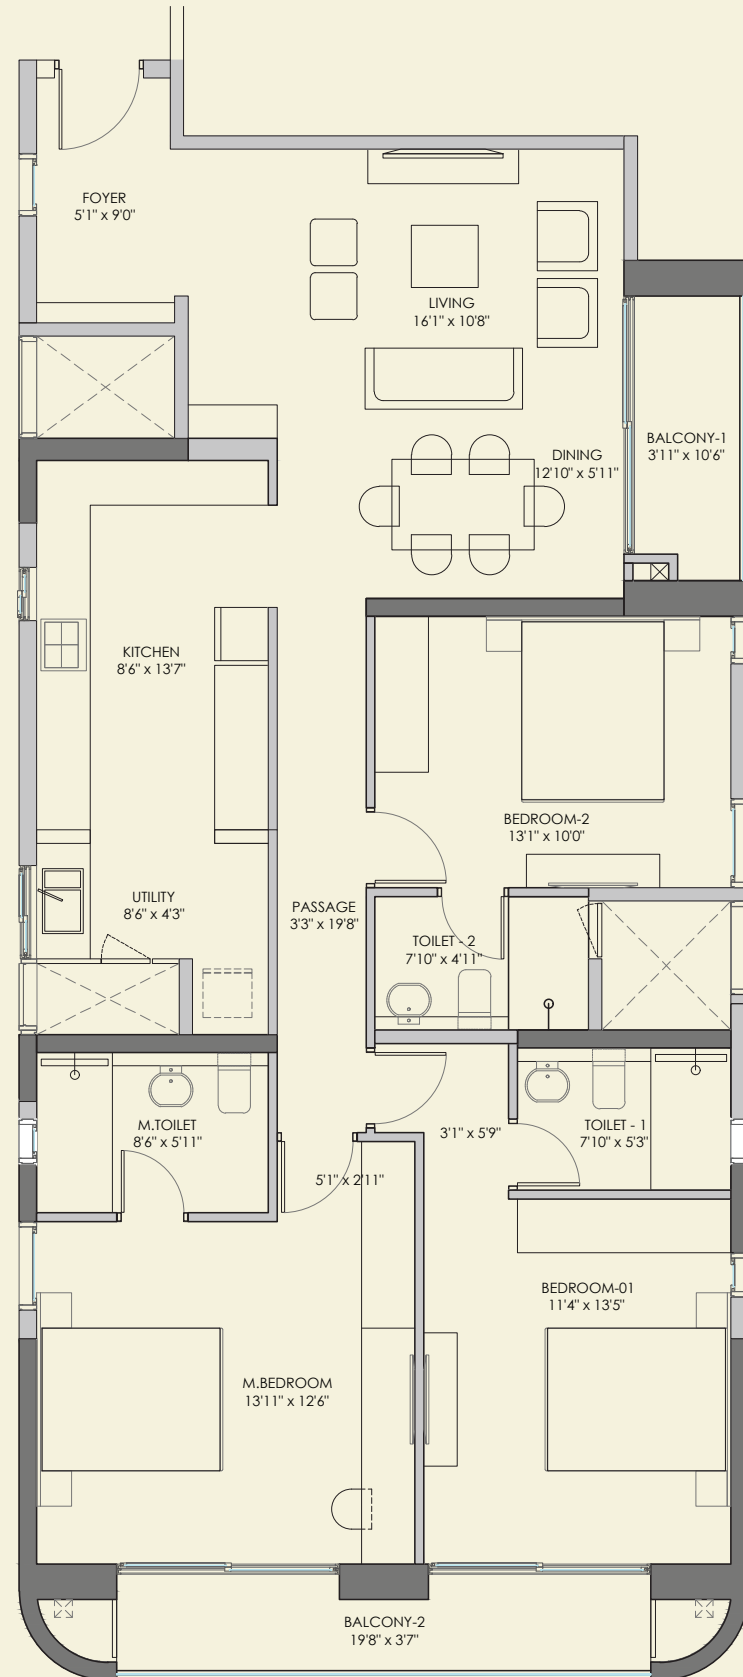 FOYER
5'1" x 9'0"
LIVING
16'1" x 10'8"
DINING
12'10" x 5'11"
BALCONY-1
3'11" x 10'6"
KITCHEN
8'6" x 13'7"
BEDROOM-2
13'1" x 10'0"
UTILITY
8'6" x 4'3"
PASSAGE
3'3" x 19'8"
TOILET - 2
7'10" x 4'11"
M.TOILET
8'6" x 5'11"
3'1" x 5'9"
TOILET - 1
7'10" x 5'3"
5'1" x 2'11"
BEDROOM-01
11'4" x 13'5"
M.BEDROOM
13'11" x 12'6"
BALCONY-2
19'8" x 3'7"